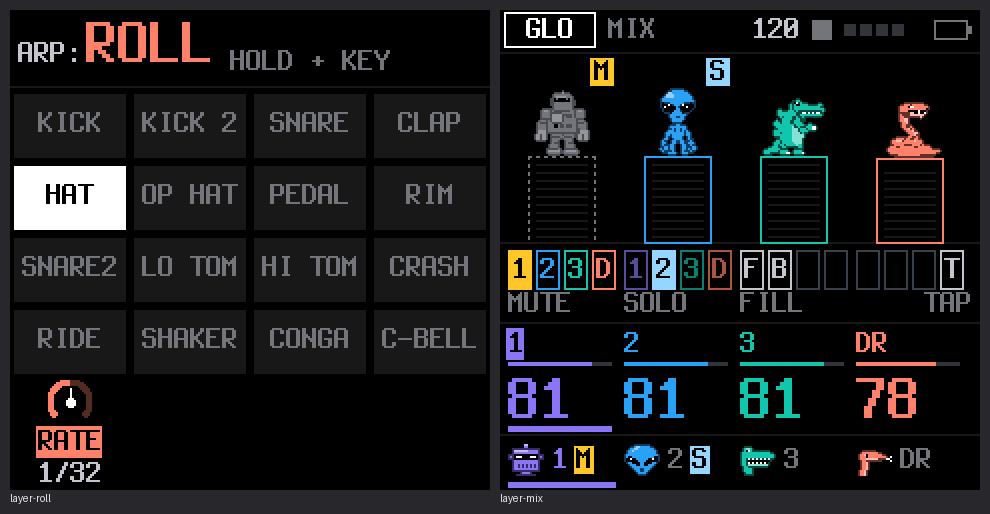 ARP:ROLL HOLD + KEY
KICK KICK 2 SNARE CLAP
HAT OP HAT PEDAL RIM
SNARE2 LO TOM HI TOM CRASH
RIDE SHAKER CONGA C-BELL
RATE
1/32
layer-roll
GLO MIX 120
M S
1 2 3 D 1 2 3 D F B T
MUTE SOLO FILL TAP
1 2 3 DR
81 81 81 78
1 M 2 S 3 DR
layer-mix